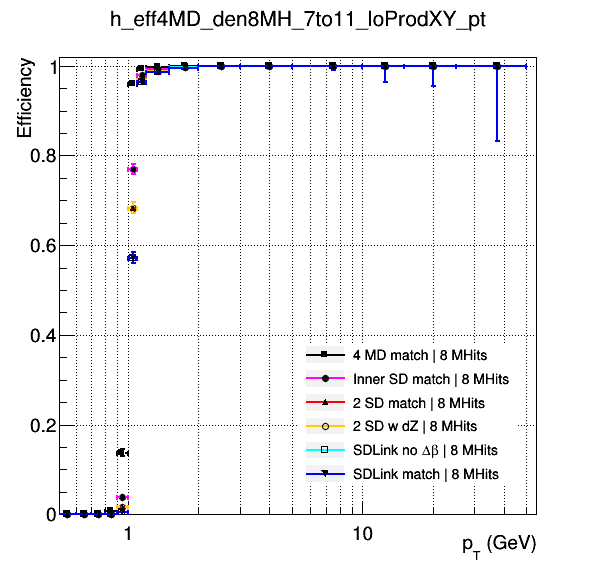 h_eff4MD_den8MH_7to11_loProdXY_pt
Efficiency
1
0.8
0.6
0.4
0.2
0
4 MD match | 8 MHits
Inner SD match | 8 MHits
2 SD match | 8 MHits
2 SD w dZ | 8 MHits
SDLink no Δβ | 8 MHits
SDLink match | 8 MHits
1
10
p_T (GeV)